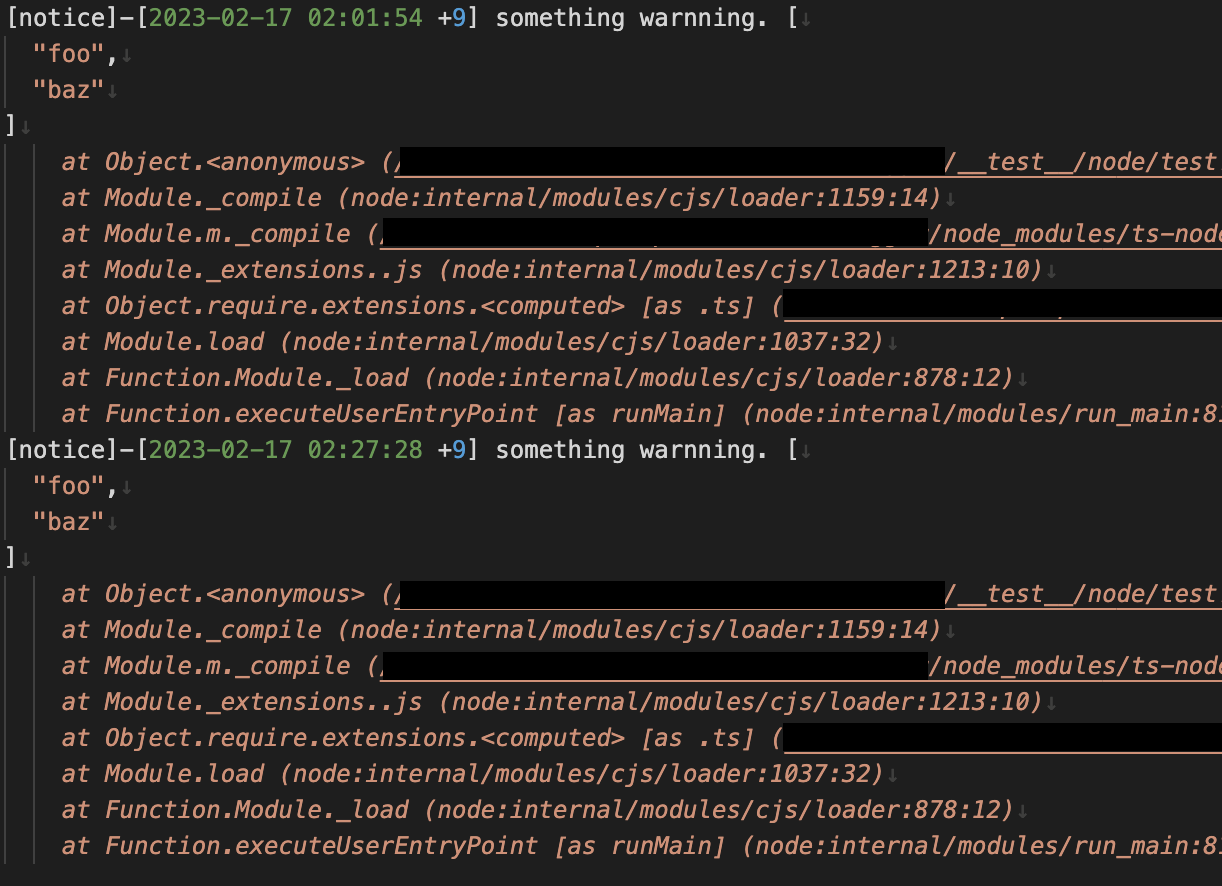 [notice]-[2023-02-17 02:01:54 +9] something warnning. [↓
"foo",↓
"baz"↓
]↓
at Object.<anonymous> (/ /__test__/node/test
at Module._compile (node:internal/modules/cjs/loader:1159:14)↓
at Module.m._compile (/ /node_modules/ts-node
at Module._extensions..js (node:internal/modules/cjs/loader:1213:10)↓
at Object.require.extensions.<computed> [as .ts] (
at Module.load (node:internal/modules/cjs/loader:1037:32)↓
at Function.Module._load (node:internal/modules/cjs/loader:878:12)↓
at Function.executeUserEntryPoint [as runMain] (node:internal/modules/run_main:81
[notice]-[2023-02-17 02:27:28 +9] something warnning. [↓
"foo",↓
"baz"↓
]↓
at Object.<anonymous> (/ /__test__/node/test
at Module._compile (node:internal/modules/cjs/loader:1159:14)↓
at Module.m._compile (/ /node_modules/ts-node
at Module._extensions..js (node:internal/modules/cjs/loader:1213:10)↓
at Object.require.extensions.<computed> [as .ts] (
at Module.load (node:internal/modules/cjs/loader:1037:32)↓
at Function.Module._load (node:internal/modules/cjs/loader:878:12)↓
at Function.executeUserEntryPoint [as runMain] (node:internal/modules/run_main:81